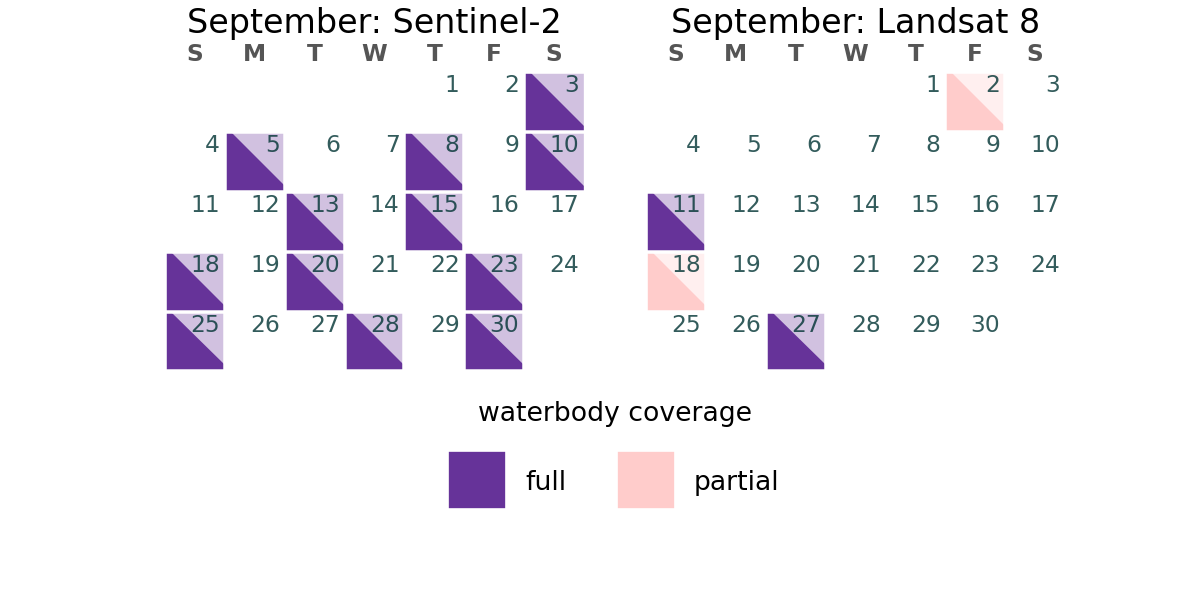 September: Sentinel-2
S M T W T F S
1 2 3
4 5 6 7 8 9 10
11 12 13 14 15 16 17
18 19 20 21 22 23 24
25 26 27 28 29 30
September: Landsat 8
S M T W T F S
1 2 3
4 5 6 7 8 9 10
11 12 13 14 15 16 17
18 19 20 21 22 23 24
25 26 27 28 29 30
waterbody coverage
full partial